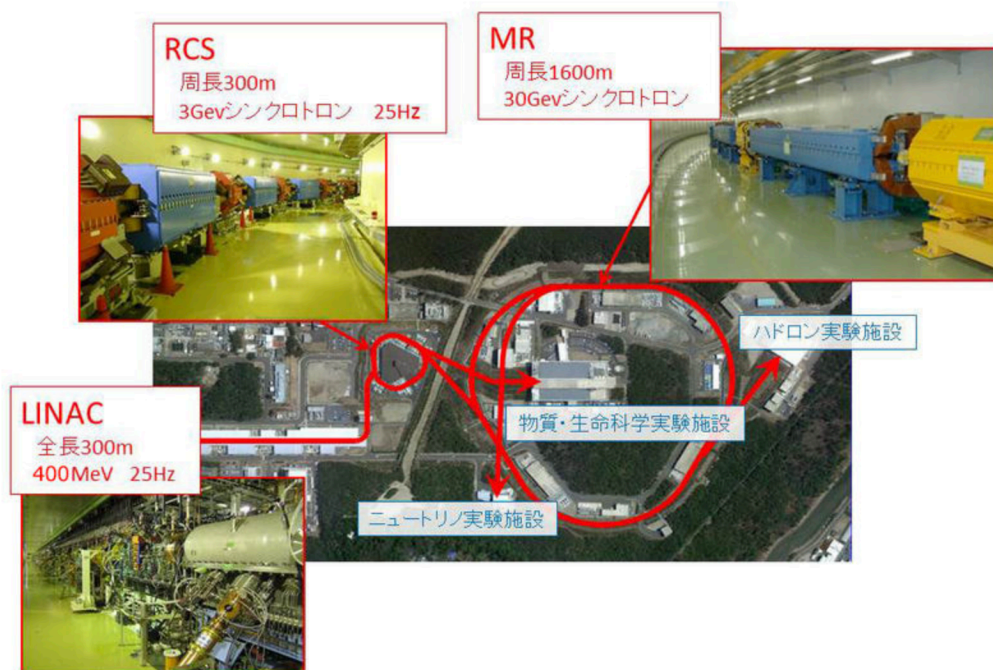 RCS
周長300m
3Gevシンクロトロン 25Hz
MR
周長1600m
30Gevシンクロトロン
ハドロン実験施設
LINAC
全長300m
400MeV 25Hz
物質・生命科学実験施設
ニュートリノ実験施設